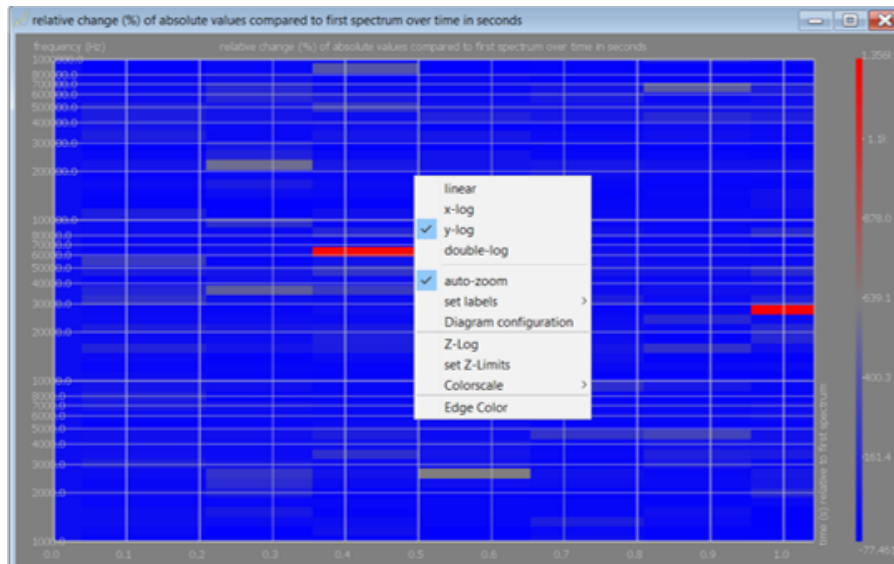 relative change (%) of absolute values compared to first spectrum over time in seconds
frequency (Hz)
relative change (%) of absolute values compared to first spectrum over time in seconds
1000000.0
800000.0
700000.0
600000.0
500000.0
400000.0
300000.0
200000.0
100000.0
80000.0
70000.0
60000.0
50000.0
40000.0
30000.0
20000.0
10000.0
8000.0
7000.0
6000.0
5000.0
4000.0
3000.0
2000.0
1000.0
0.0
0.1
0.2
0.3
0.4
0.5
0.6
0.7
0.8
0.9
1.0
time (s) relative to first spectrum
linear
x-log
y-log
double-log
auto-zoom
set labels
Diagram configuration
Z-Log
set Z-Limits
Colorscale
Edge Color
878.0
639.1
400.3
161.4